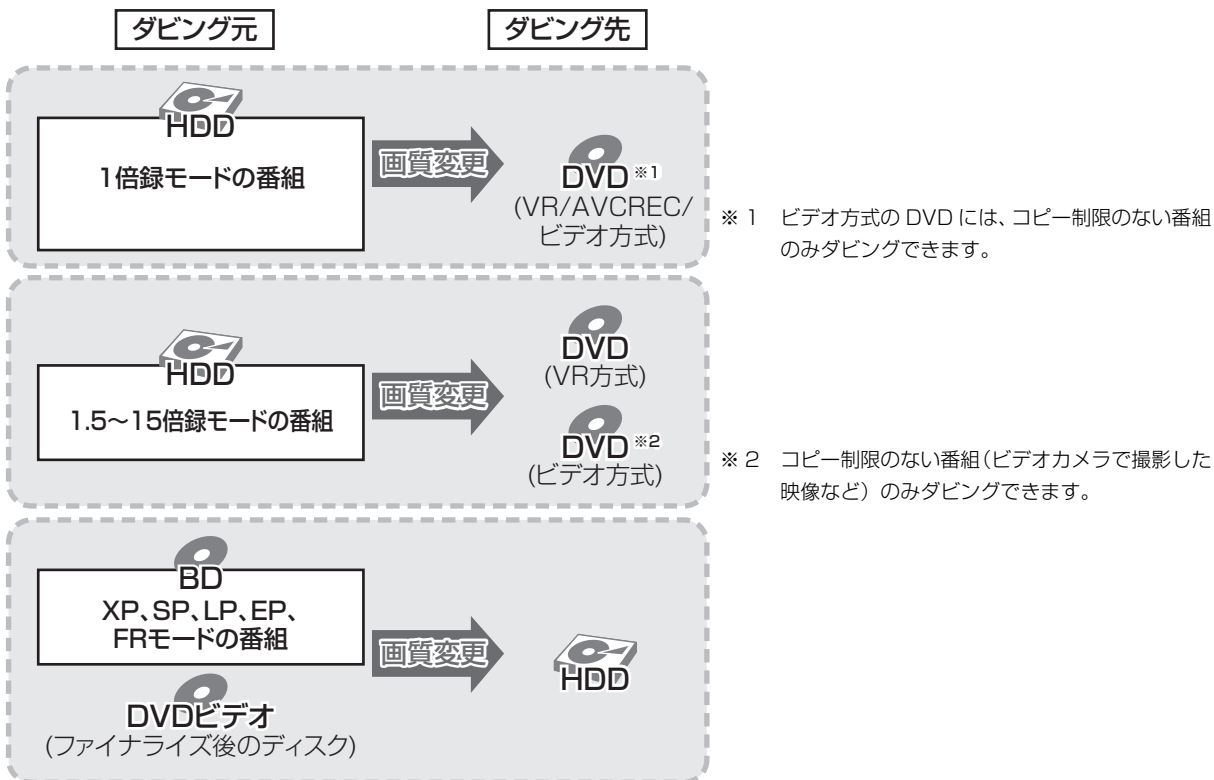 ダビング元
ダビング先
HDD
1倍録モードの番組
画質変更
DVD※1
(VR/AVCREC/
ビデオ方式)
※1 ビデオ方式の DVD には、コピー制限のない番組
のみダビングできます。
HDD
1.5～15倍録モードの番組
画質変更
DVD
(VR方式)
DVD※2
(ビデオ方式)
※2 コピー制限のない番組(ビデオカメラで撮影した
映像など)のみダビングできます。
BD
XP、SP、LP、EP、
FRモードの番組
画質変更
HDD
DVDビデオ
(ファイナライズ後のディスク)